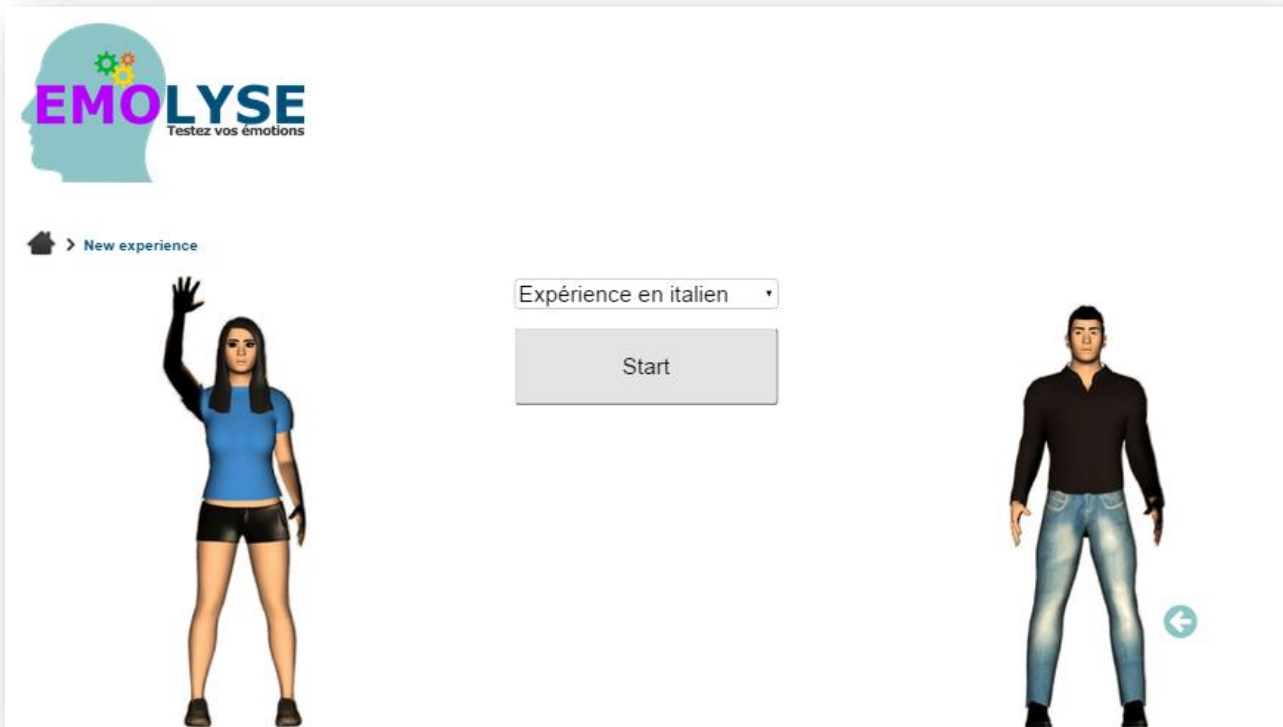 EMOLYSE
Testez vos émotions
New experience
Expérience en italien
Start